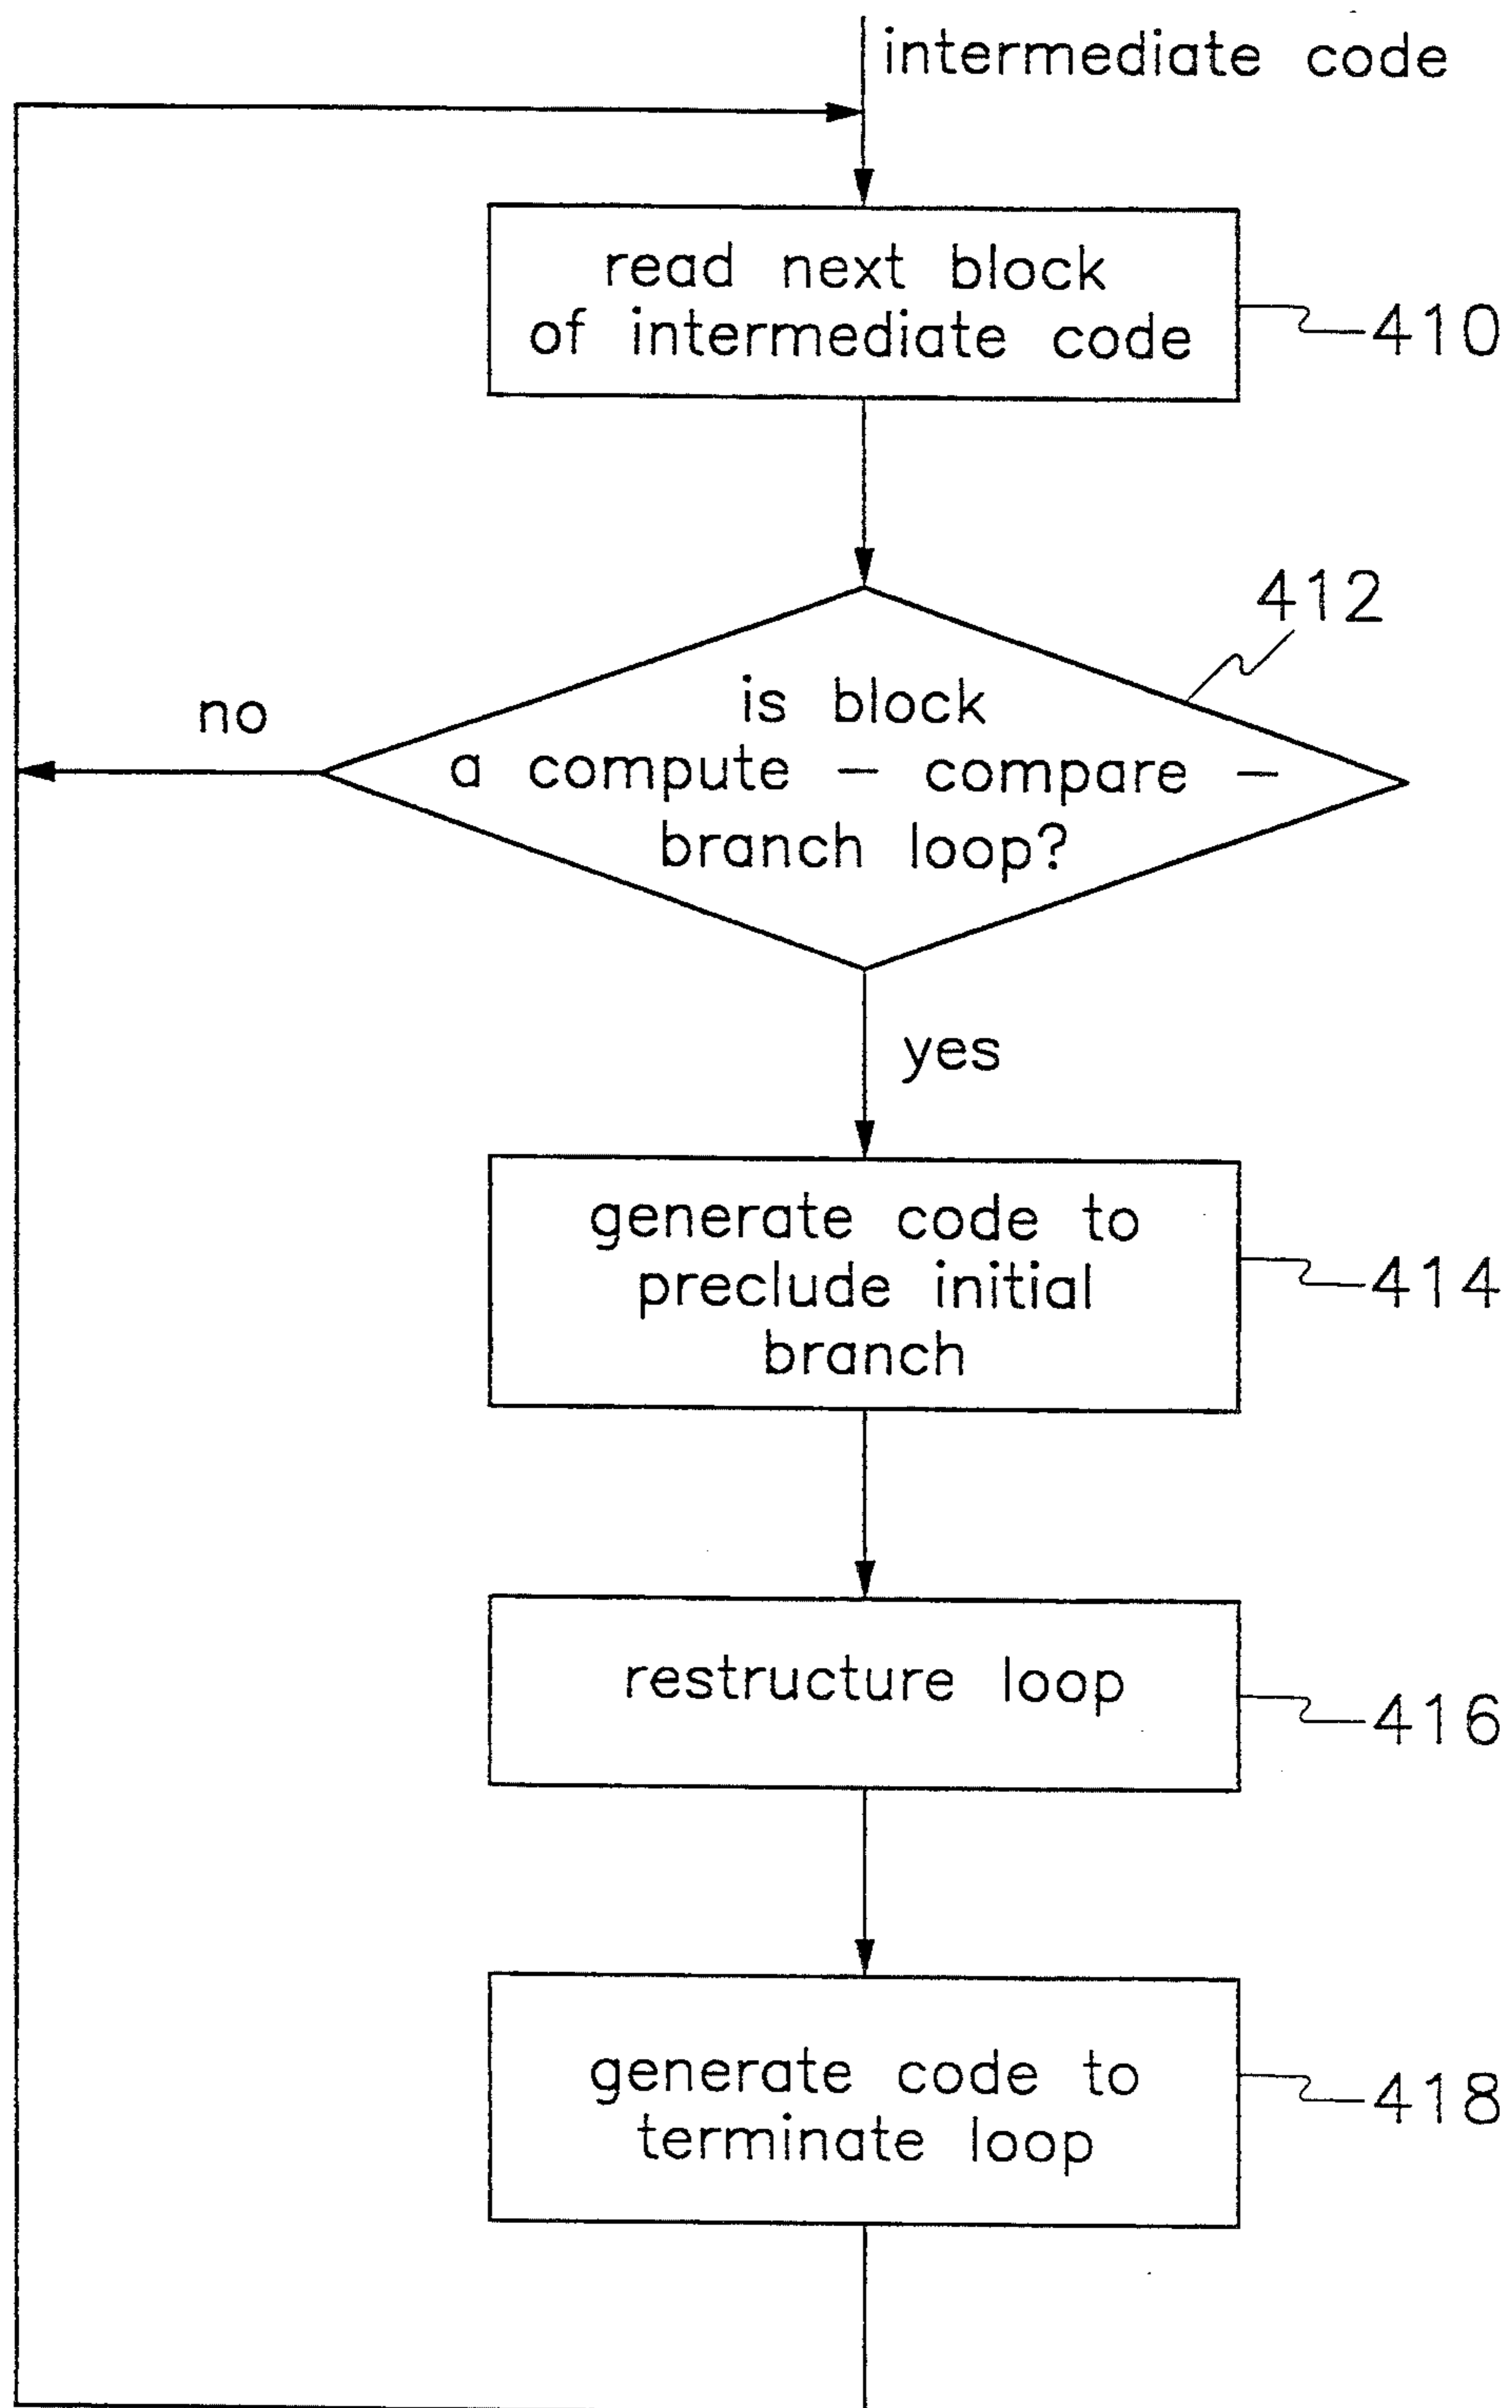 intermediate code
read next block
of intermediate code
410
412
is block
a compute – compare –
branch loop?
no
yes
generate code to
preclude initial
branch
414
restructure loop
416
generate code to
terminate loop
418